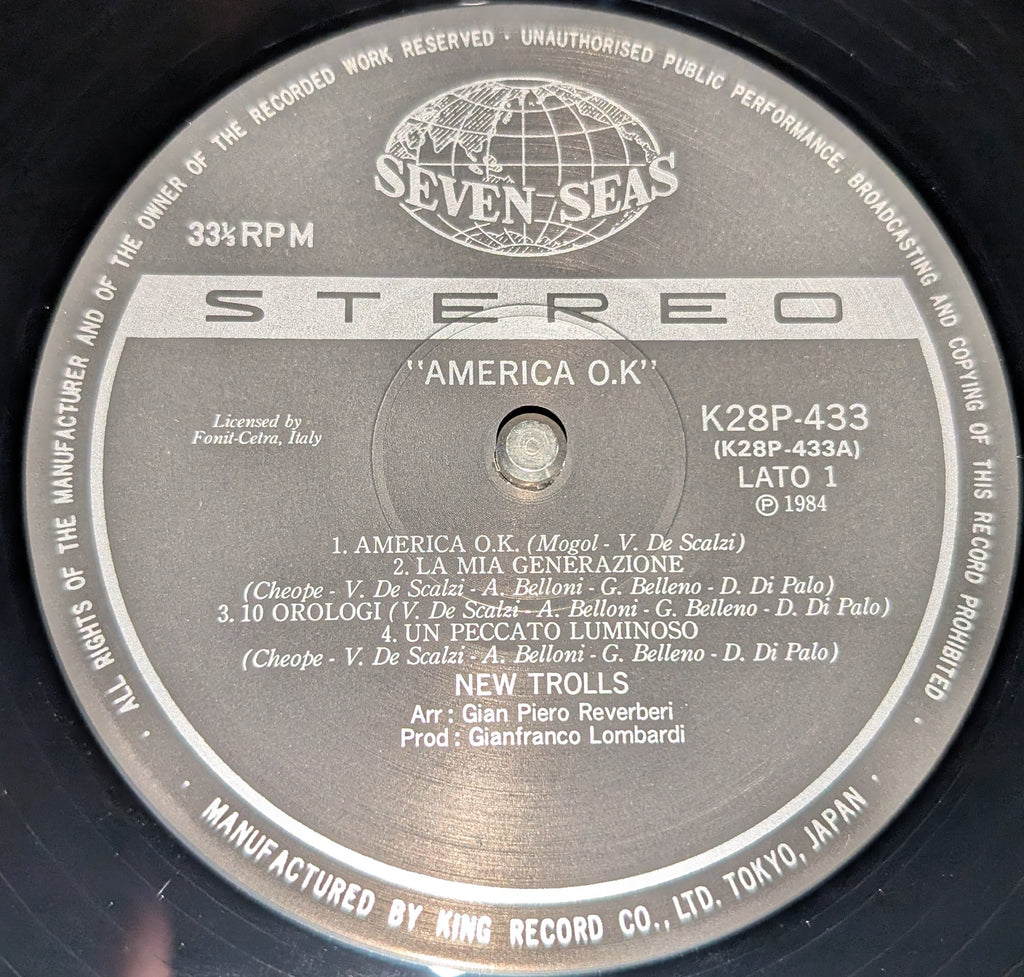 ALL RIGHTS OF THE MANUFACTURER AND OF THE OWNER OF THE RECORDED WORK RESERVED · UNAUTHORISED PUBLIC PERFORMANCE, BROADCASTING AND COPYING OF THIS RECORD PROHIBITED
SEVEN SEAS
33⅓RPM
STEREO
"AMERICA O.K"
Licensed by
Fonit-Cetra, Italy
K28P-433
(K28P-433A)
LATO 1
℗ 1984
1. AMERICA O.K. (Mogol - V. De Scalzi)
2. LA MIA GENERAZIONE
(Cheope - V. De Scalzi - A. Belloni - G. Belleno - D. Di Palo)
3. 10 OROLOGI (V. De Scalzi - A. Belloni - G. Belleno - D. Di Palo)
4. UN PECCATO LUMINOSO
(Cheope - V. De Scalzi - A. Belloni - G. Belleno - D. Di Palo)
NEW TROLLS
Arr : Gian Piero Reverberi
Prod : Gianfranco Lombardi
· MANUFACTURED BY KING RECORD CO., LTD. TOKYO, JAPAN ·